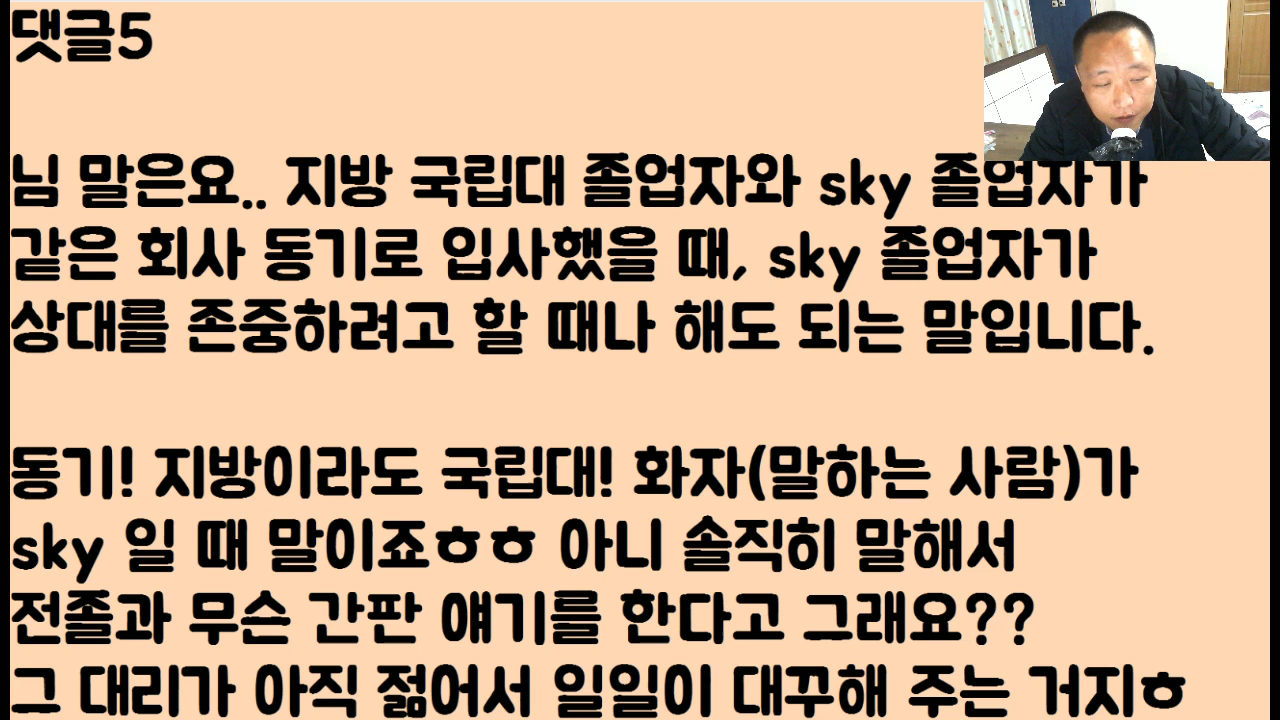 댓글5
님 말은요.. 지방 국립대 졸업자와 sky 졸업자가
같은 회사 동기로 입사했을 때, sky 졸업자가
상대를 존중하려고 할 때나 해도 되는 말입니다.
동기! 지방이라도 국립대! 화자(말하는 사람)가
sky 일 때 말이죠ㅎㅎ 아니 솔직히 말해서
전졸과 무슨 간판 얘기를 한다고 그래요??
그 대리가 아직 젊어서 일일이 대꾸해 주는 거지ㅎ